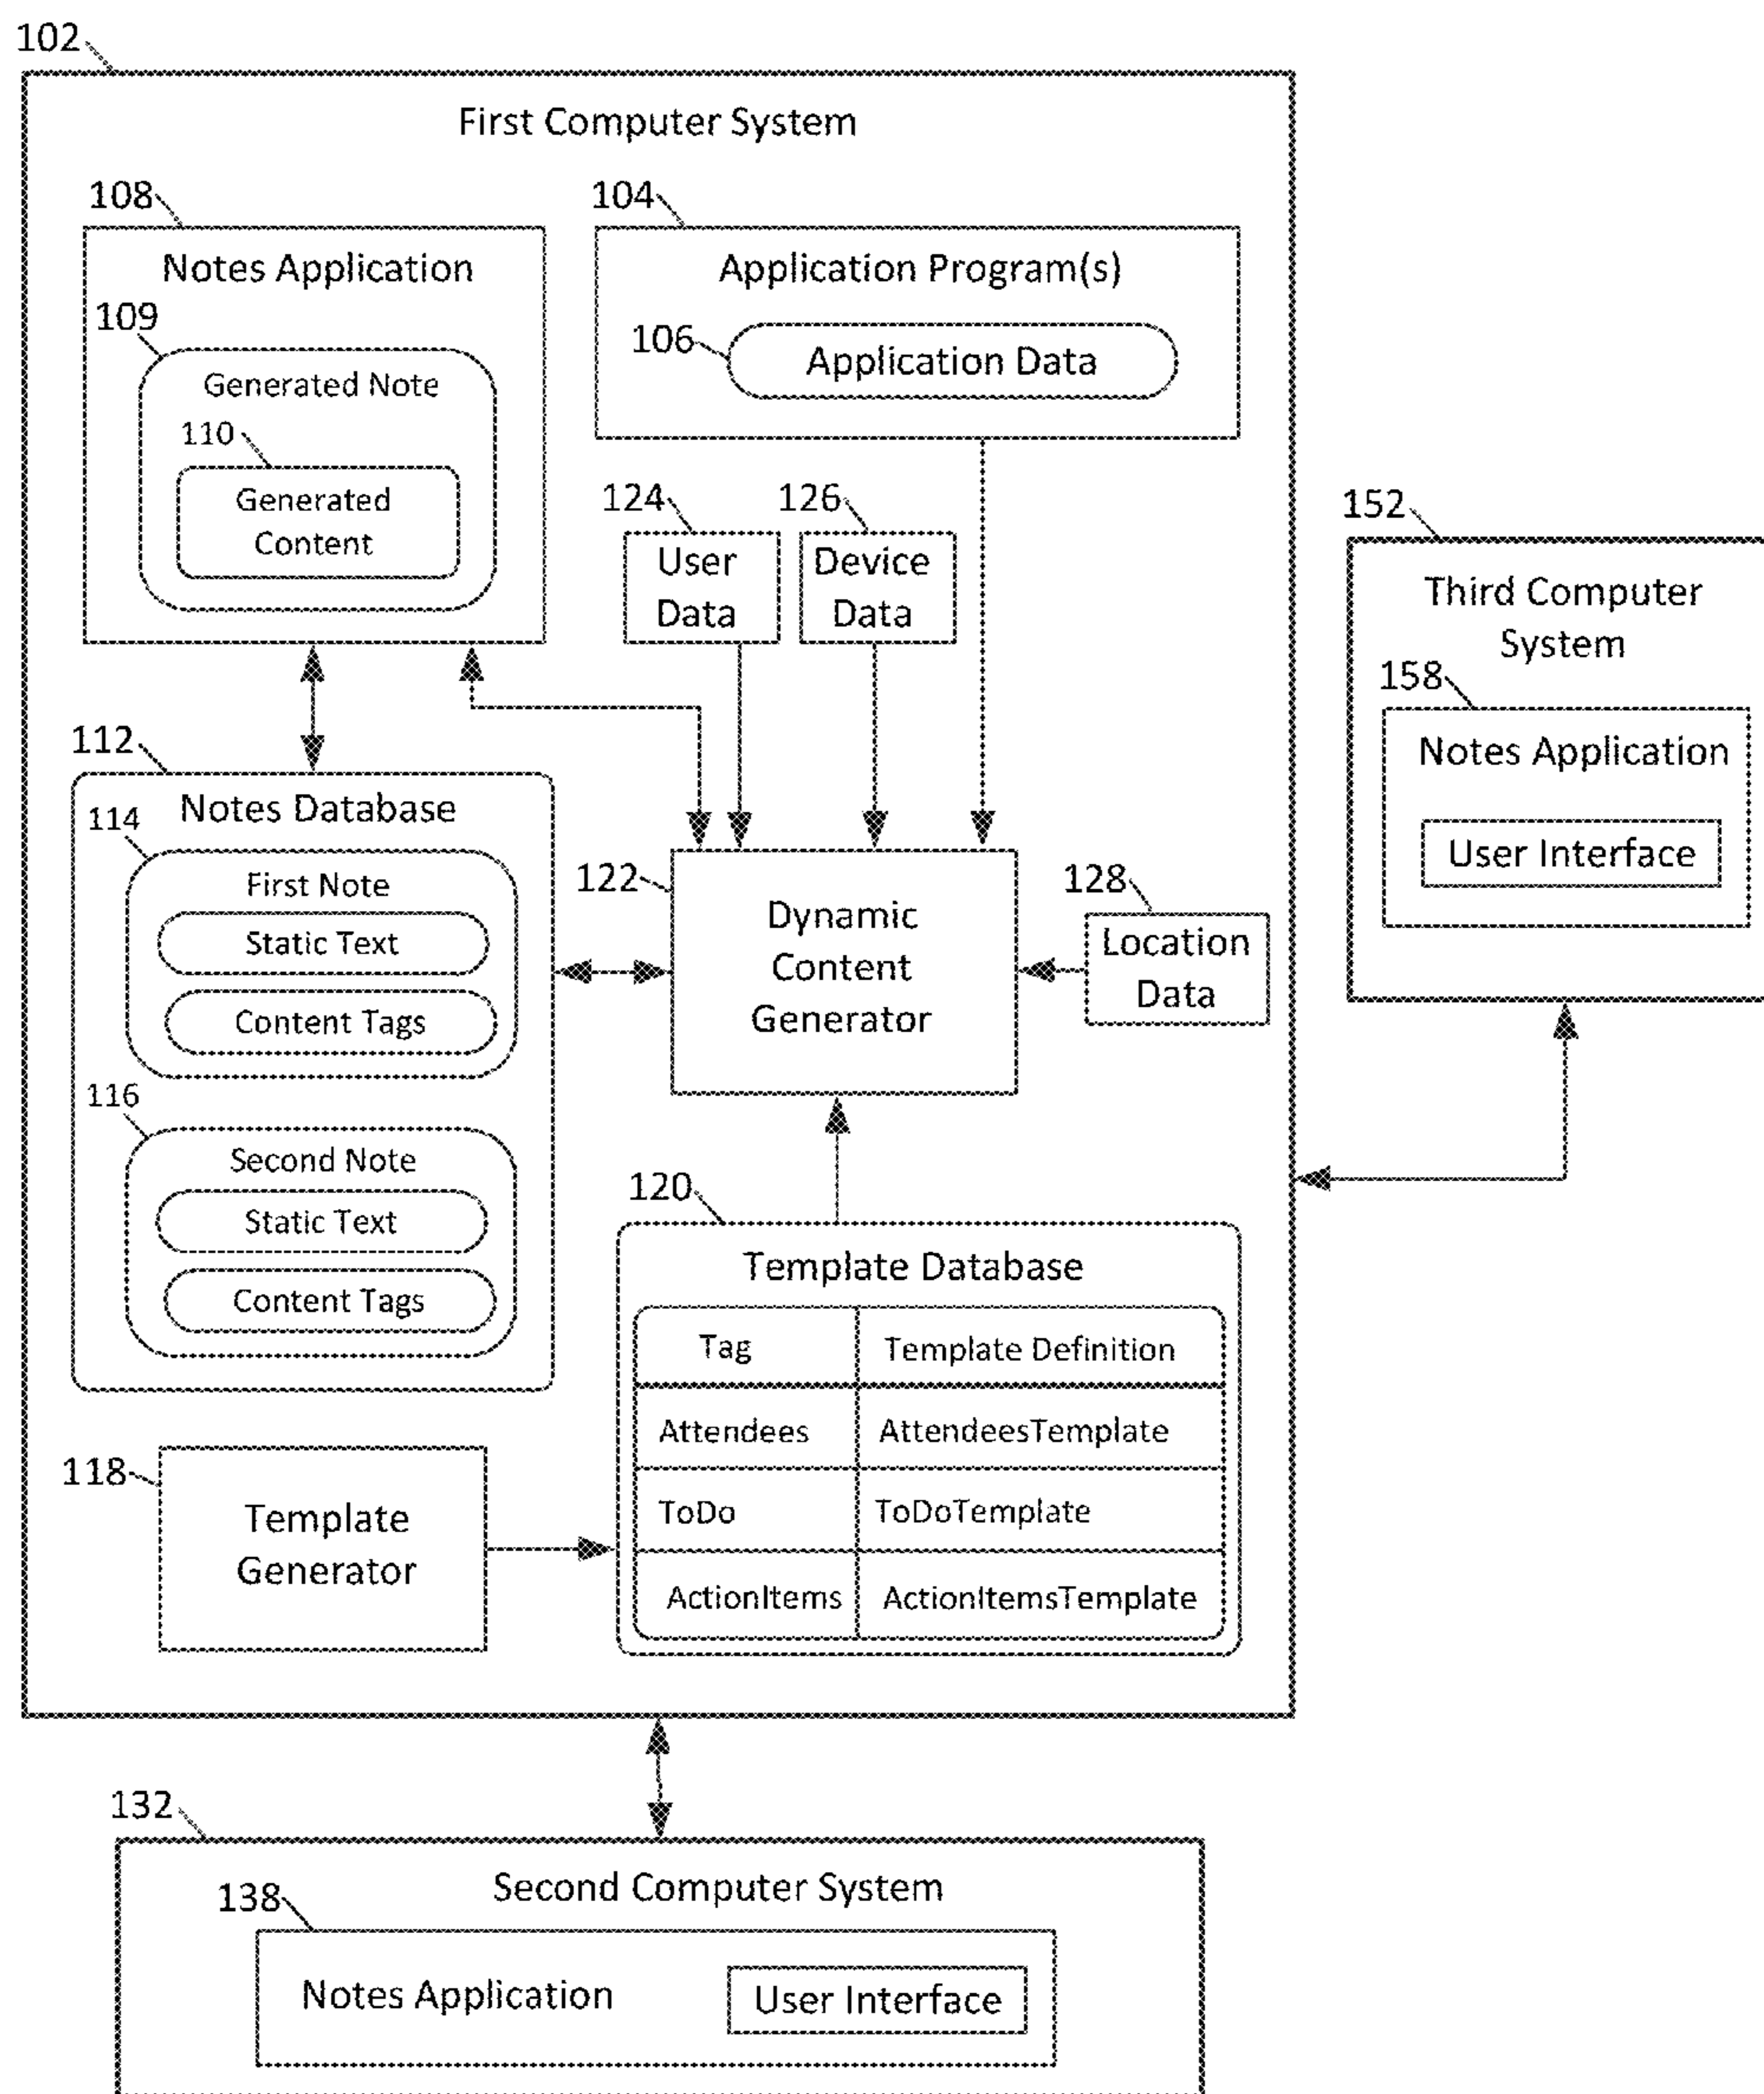 102
First Computer System
108
Notes Application
109
Generated Note
110
Generated
Content
104
Application Program(s)
106
Application Data
124
User
Data
126
Device
Data
152
Third Computer
System
158
Notes Application
User Interface
112
Notes Database
114
First Note
Static Text
Content Tags
116
Second Note
Static Text
Content Tags
122
Dynamic
Content
Generator
128
Location
Data
120
Template Database
Tag Template Definition
Attendees AttendeesTemplate
ToDo ToDoTemplate
ActionItems ActionItemsTemplate
118
Template
Generator
132
Second Computer System
138
Notes Application
User Interface